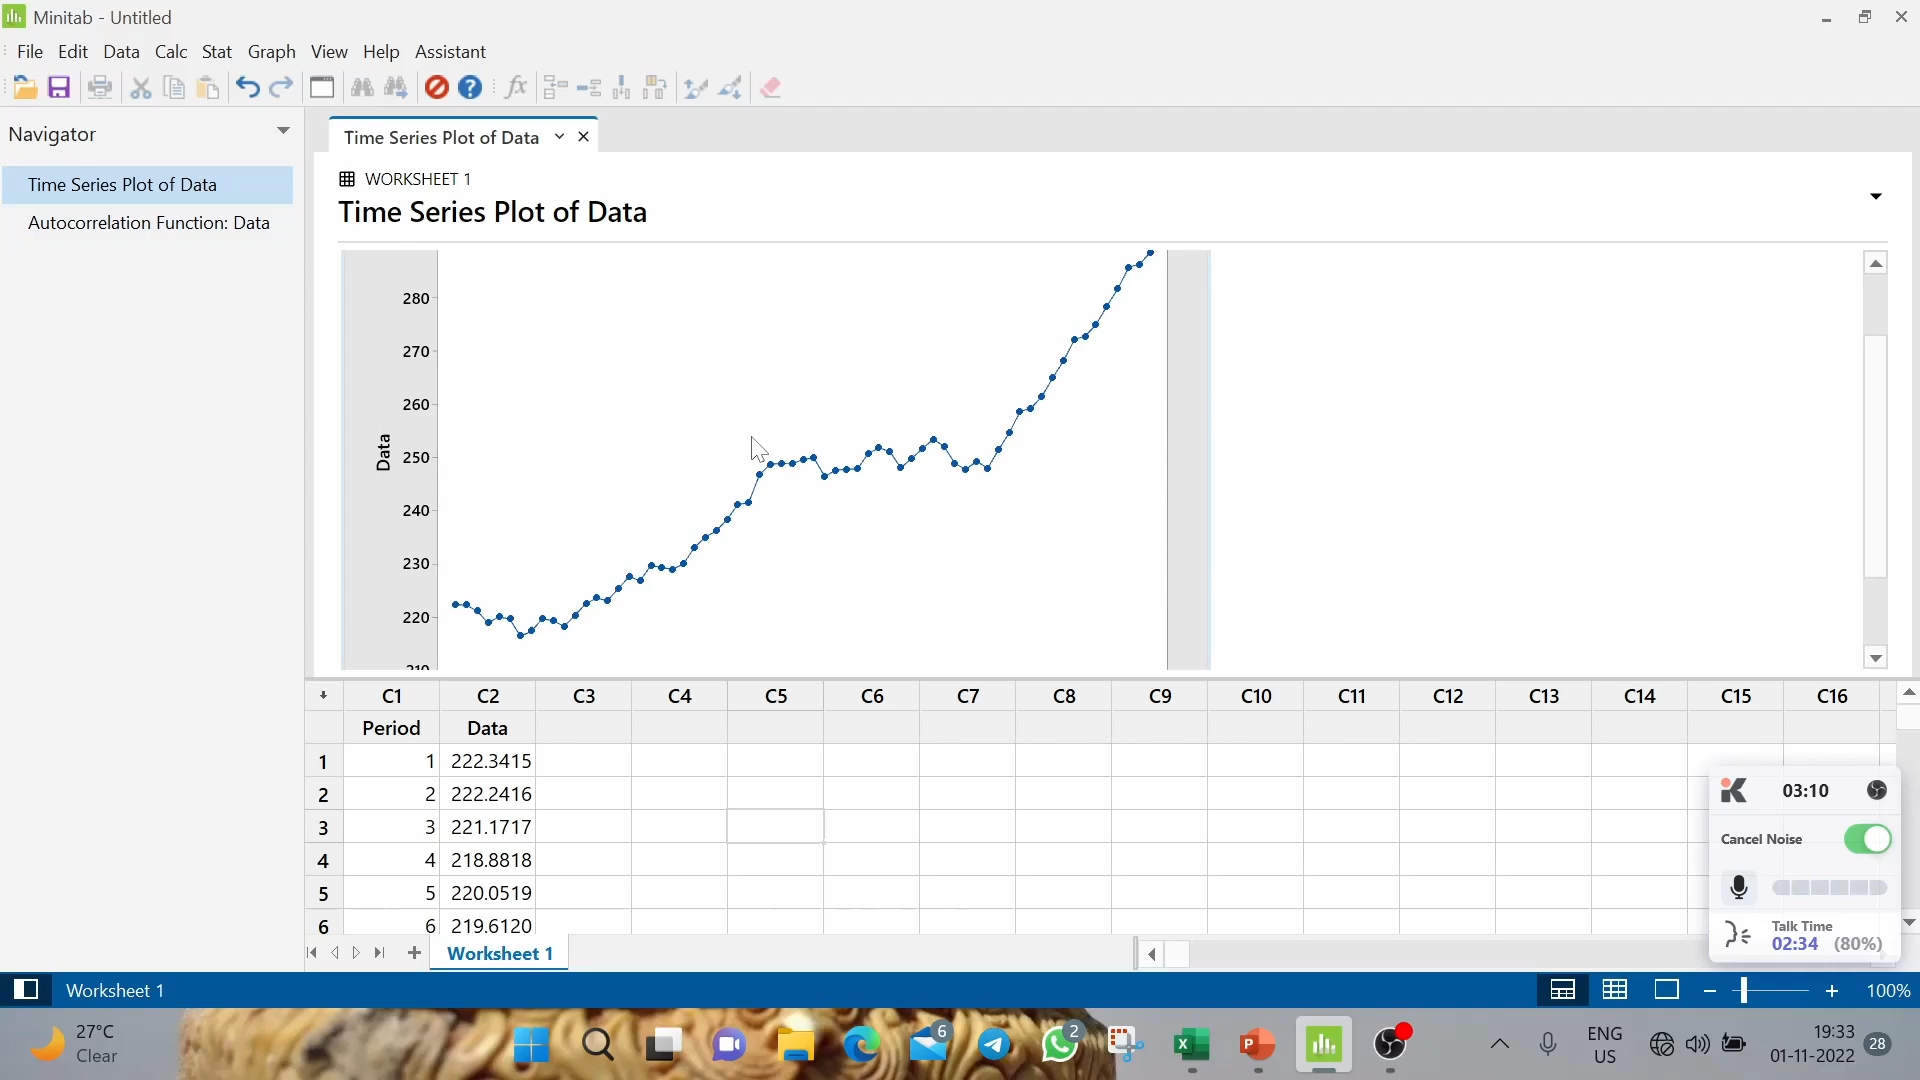 Minitab - Untitled
File Edit Data Calc Stat Graph View Help Assistant
Navigator
Time Series Plot of Data
Autocorrelation Function: Data
Time Series Plot of Data
WORKSHEET 1
Time Series Plot of Data
280
270
260
250
240
230
220
210
Data
C1 C2 C3 C4 C5 C6 C7 C8 C9 C10 C11 C12 C13 C14 C15 C16
Period Data
1 1 222.3415
2 2 222.2416
3 3 221.1717
4 4 218.8818
5 5 220.0519
6 6 219.6120
03:10
Cancel Noise
Talk Time
02:34 (80%)
Worksheet 1
Worksheet 1
100%
27°C
Clear
6
2
ENG
US
19:33
01-11-2022
28